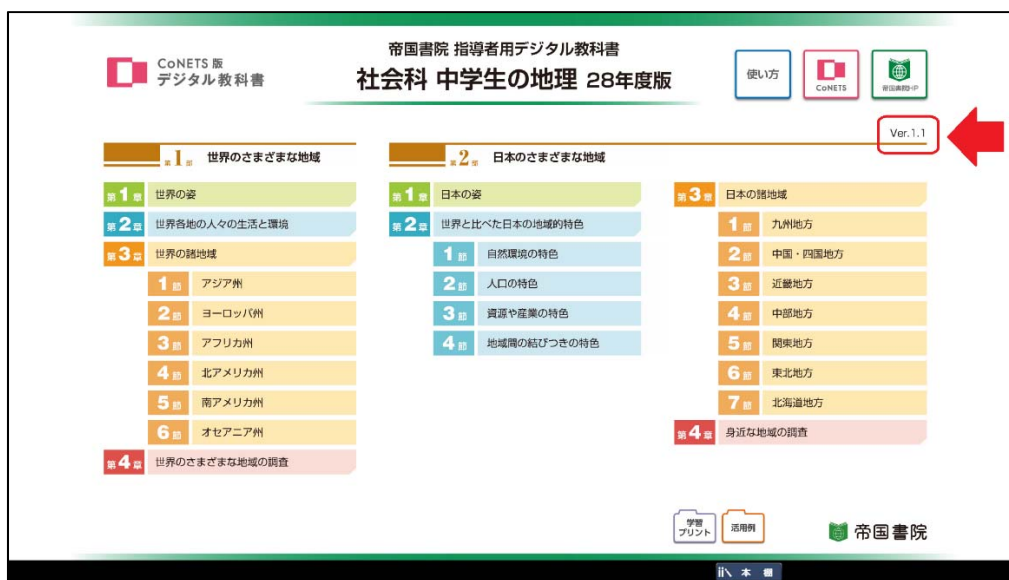 CoNETS 版
デジタル教科書
帝国書院 指導者用デジタル教科書
社会科 中学生の地理 28年度版
使い方
CoNETS
帝国書院HP
Ver.1.1
第1部 世界のさまざまな地域
第1章 世界の姿
第2章 世界各地の人々の生活と環境
第3章 世界の諸地域
1節 アジア州
2節 ヨーロッパ州
3節 アフリカ州
4節 北アメリカ州
5節 南アメリカ州
6節 オセアニア州
第4章 世界のさまざまな地域の調査
第2部 日本のさまざまな地域
第1章 日本の姿
第2章 世界と比べた日本の地域的特色
1節 自然環境の特色
2節 人口の特色
3節 資源や産業の特色
4節 地域間の結びつきの特色
第3章 日本の諸地域
1節 九州地方
2節 中国・四国地方
3節 近畿地方
4節 中部地方
5節 関東地方
6節 東北地方
7節 北海道地方
第4章 身近な地域の調査
学習
プリント
活用例
帝国書院
本 棚